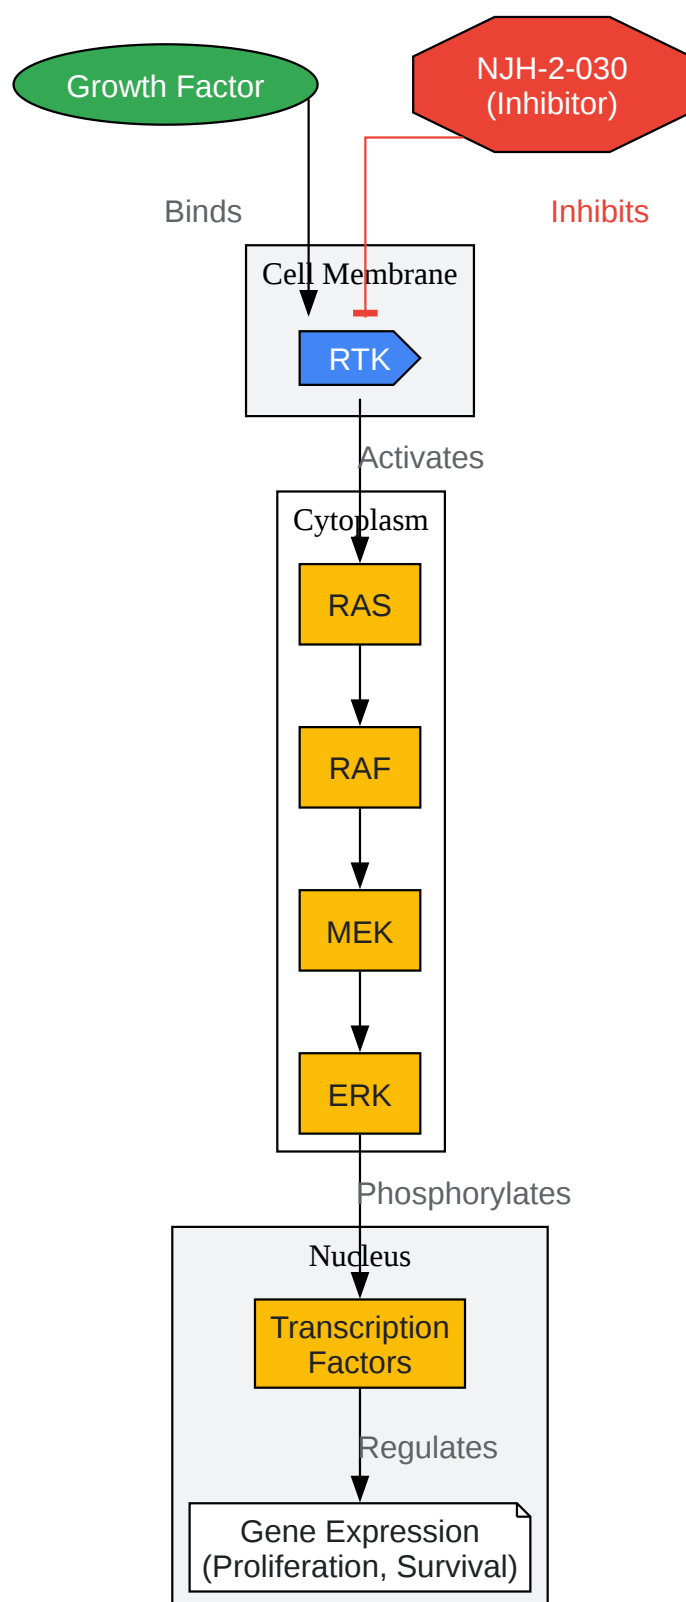 Growth Factor
NJH-2-030
(Inhibitor)
Binds
Inhibits
Cell Membrane
RTK
Activates
Cytoplasm
RAS
RAF
MEK
ERK
Phosphorylates
Nucleus
Transcription
Factors
Regulates
Gene Expression
(Proliferation, Survival)